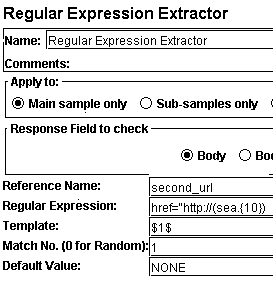 Regular Expression Extractor
Name: Regular Expression Extractor
Comments:
Apply to:
Main sample only Sub-samples only
Response Field to check
Body Bo
Reference Name: second_url
Regular Expression: href="http://(sea.{10})
Template: $1$
Match No. (0 for Random): 1
Default Value: NONE